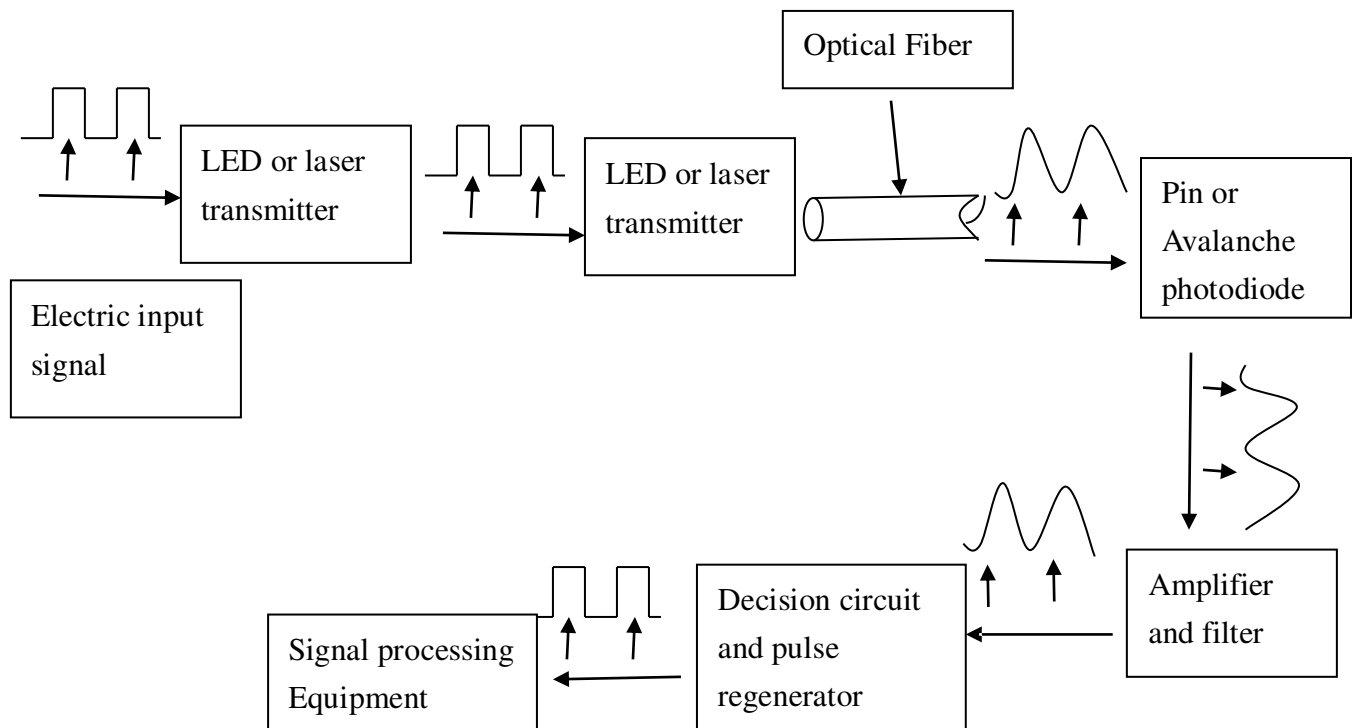 Optical Fiber
LED or laser
transmitter
LED or laser
transmitter
Pin or
Avalanche
photodiode
Electric input
signal
Amplifier
and filter
Decision circuit
and pulse
regenerator
Signal processing
Equipment